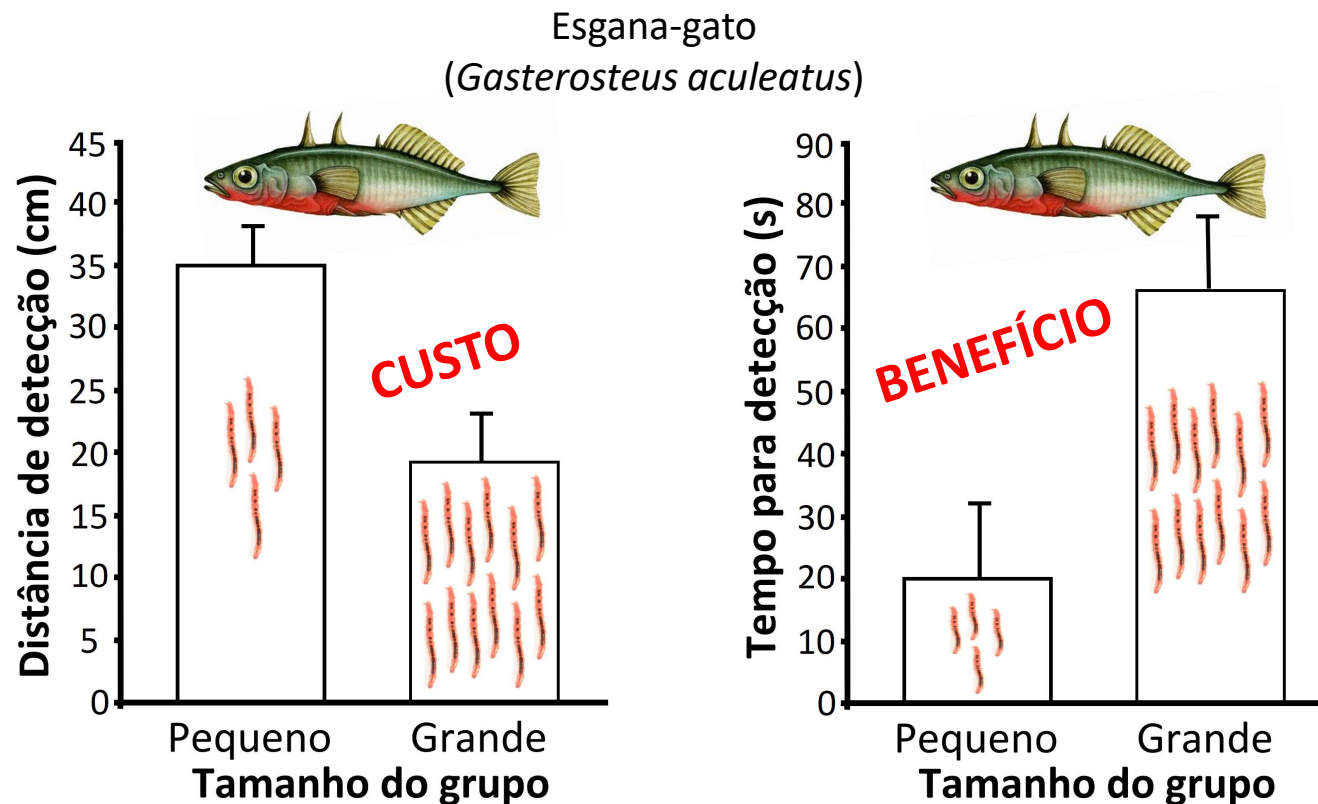 Esgana-gato
(Gasterosteus aculeatus)
Distância de detecção (cm)
45
40
35
30
25
20
15
10
5
0
CUSTO
Pequeno
Grande
Tamanho do grupo
Tempo para detecção (s)
90
80
70
60
50
40
30
20
10
0
BENEFÍCIO
Pequeno
Grande
Tamanho do grupo